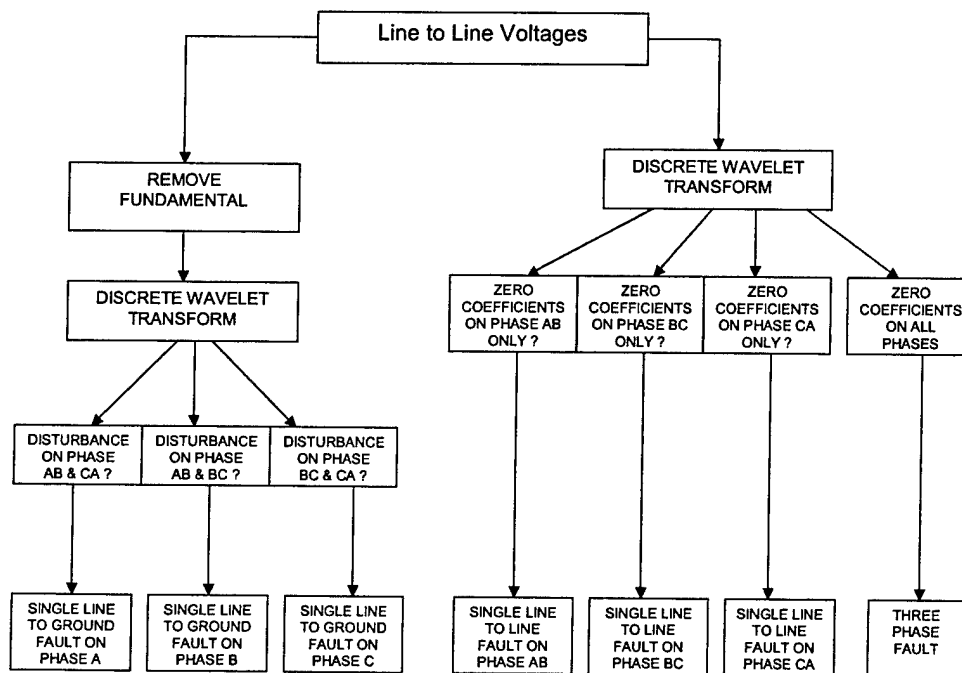 Line to Line Voltages
REMOVE
FUNDAMENTAL
DISCRETE WAVELET
TRANSFORM
DISCRETE WAVELET
TRANSFORM
ZERO
COEFFICIENTS
ON PHASE AB
ONLY ?
ZERO
COEFFICIENTS
ON PHASE BC
ONLY ?
ZERO
COEFFICIENTS
ON PHASE CA
ONLY ?
ZERO
COEFFICIENTS
ON ALL
PHASES
DISTURBANCE
ON PHASE
AB & CA ?
DISTURBANCE
ON PHASE
AB & BC ?
DISTURBANCE
ON PHASE
BC & CA ?
SINGLE LINE
TO GROUND
FAULT ON
PHASE A
SINGLE LINE
TO GROUND
FAULT ON
PHASE B
SINGLE LINE
TO GROUND
FAULT ON
PHASE C
SINGLE LINE
TO LINE
FAULT ON
PHASE AB
SINGLE LINE
TO LINE
FAULT ON
PHASE BC
SINGLE LINE
TO LINE
FAULT ON
PHASE CA
THREE
PHASE
FAULT